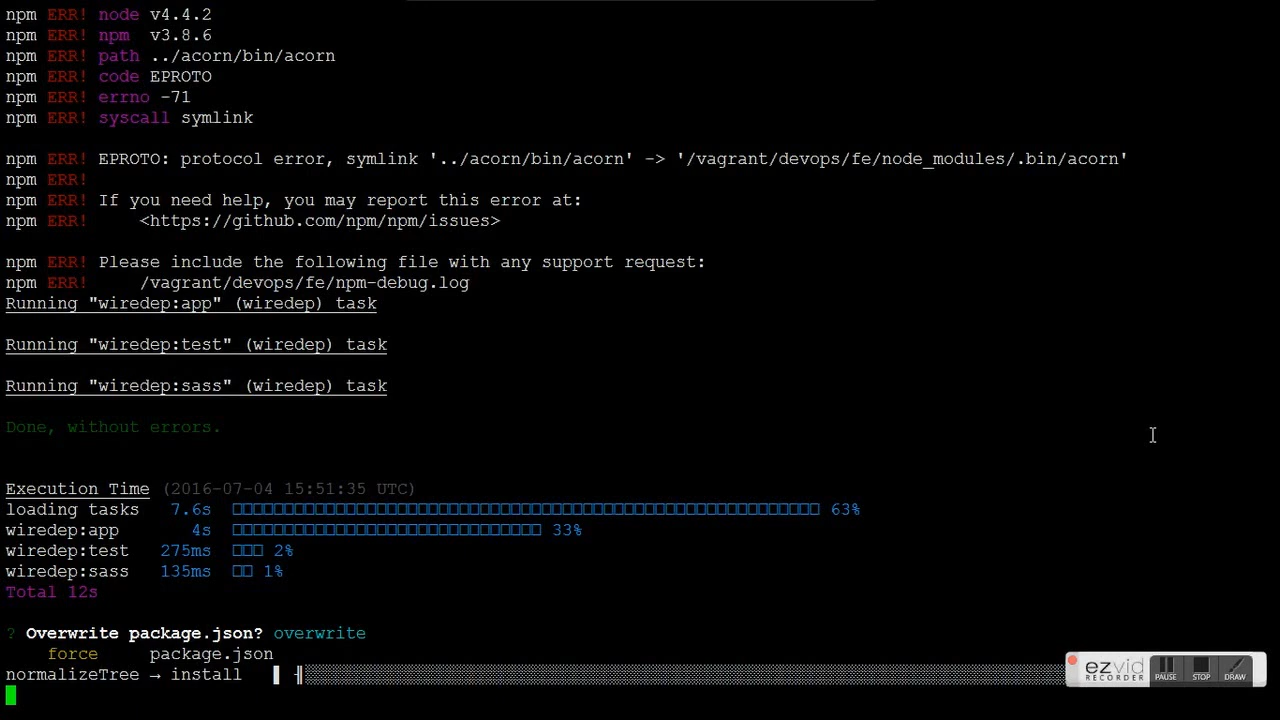 npm ERR! node v4.4.2
npm ERR! npm  v3.8.6
npm ERR! path ../acorn/bin/acorn
npm ERR! code EPROTO
npm ERR! errno -71
npm ERR! syscall symlink
npm ERR! EPROTO: protocol error, symlink '../acorn/bin/acorn' -> '/vagrant/devops/fe/node_modules/.bin/acorn'
npm ERR!
npm ERR! If you need help, you may report this error at:
npm ERR!     <https://github.com/npm/npm/issues>
npm ERR! Please include the following file with any support request:
npm ERR!     /vagrant/devops/fe/npm-debug.log
Running "wiredep:app" (wiredep) task
Running "wiredep:test" (wiredep) task
Running "wiredep:sass" (wiredep) task
Done, without errors.
Execution Time (2016-07-04 15:51:35 UTC)
loading tasks   7.6s   63%
wiredep:app       4s   33%
wiredep:test   275ms   2%
wiredep:sass   135ms   1%
Total 12s
? Overwrite package.json? overwrite
    force     package.json
normalizeTree → install
ezvid
RECORDER
PAUSE STOP DRAW